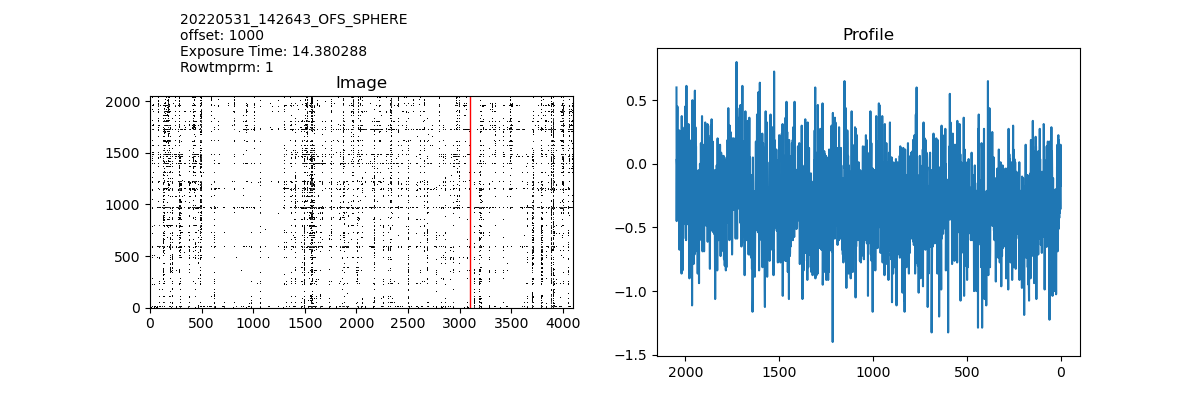 20220531_142643_OFS_SPHERE
offset: 1000
Exposure Time: 14.380288
Rowtmprm: 1
Image
2000
1500
1000
500
0
0 500 1000 1500 2000 2500 3000 3500 4000
Profile
0.5
0.0
−0.5
−1.0
−1.5
2000 1500 1000 500 0